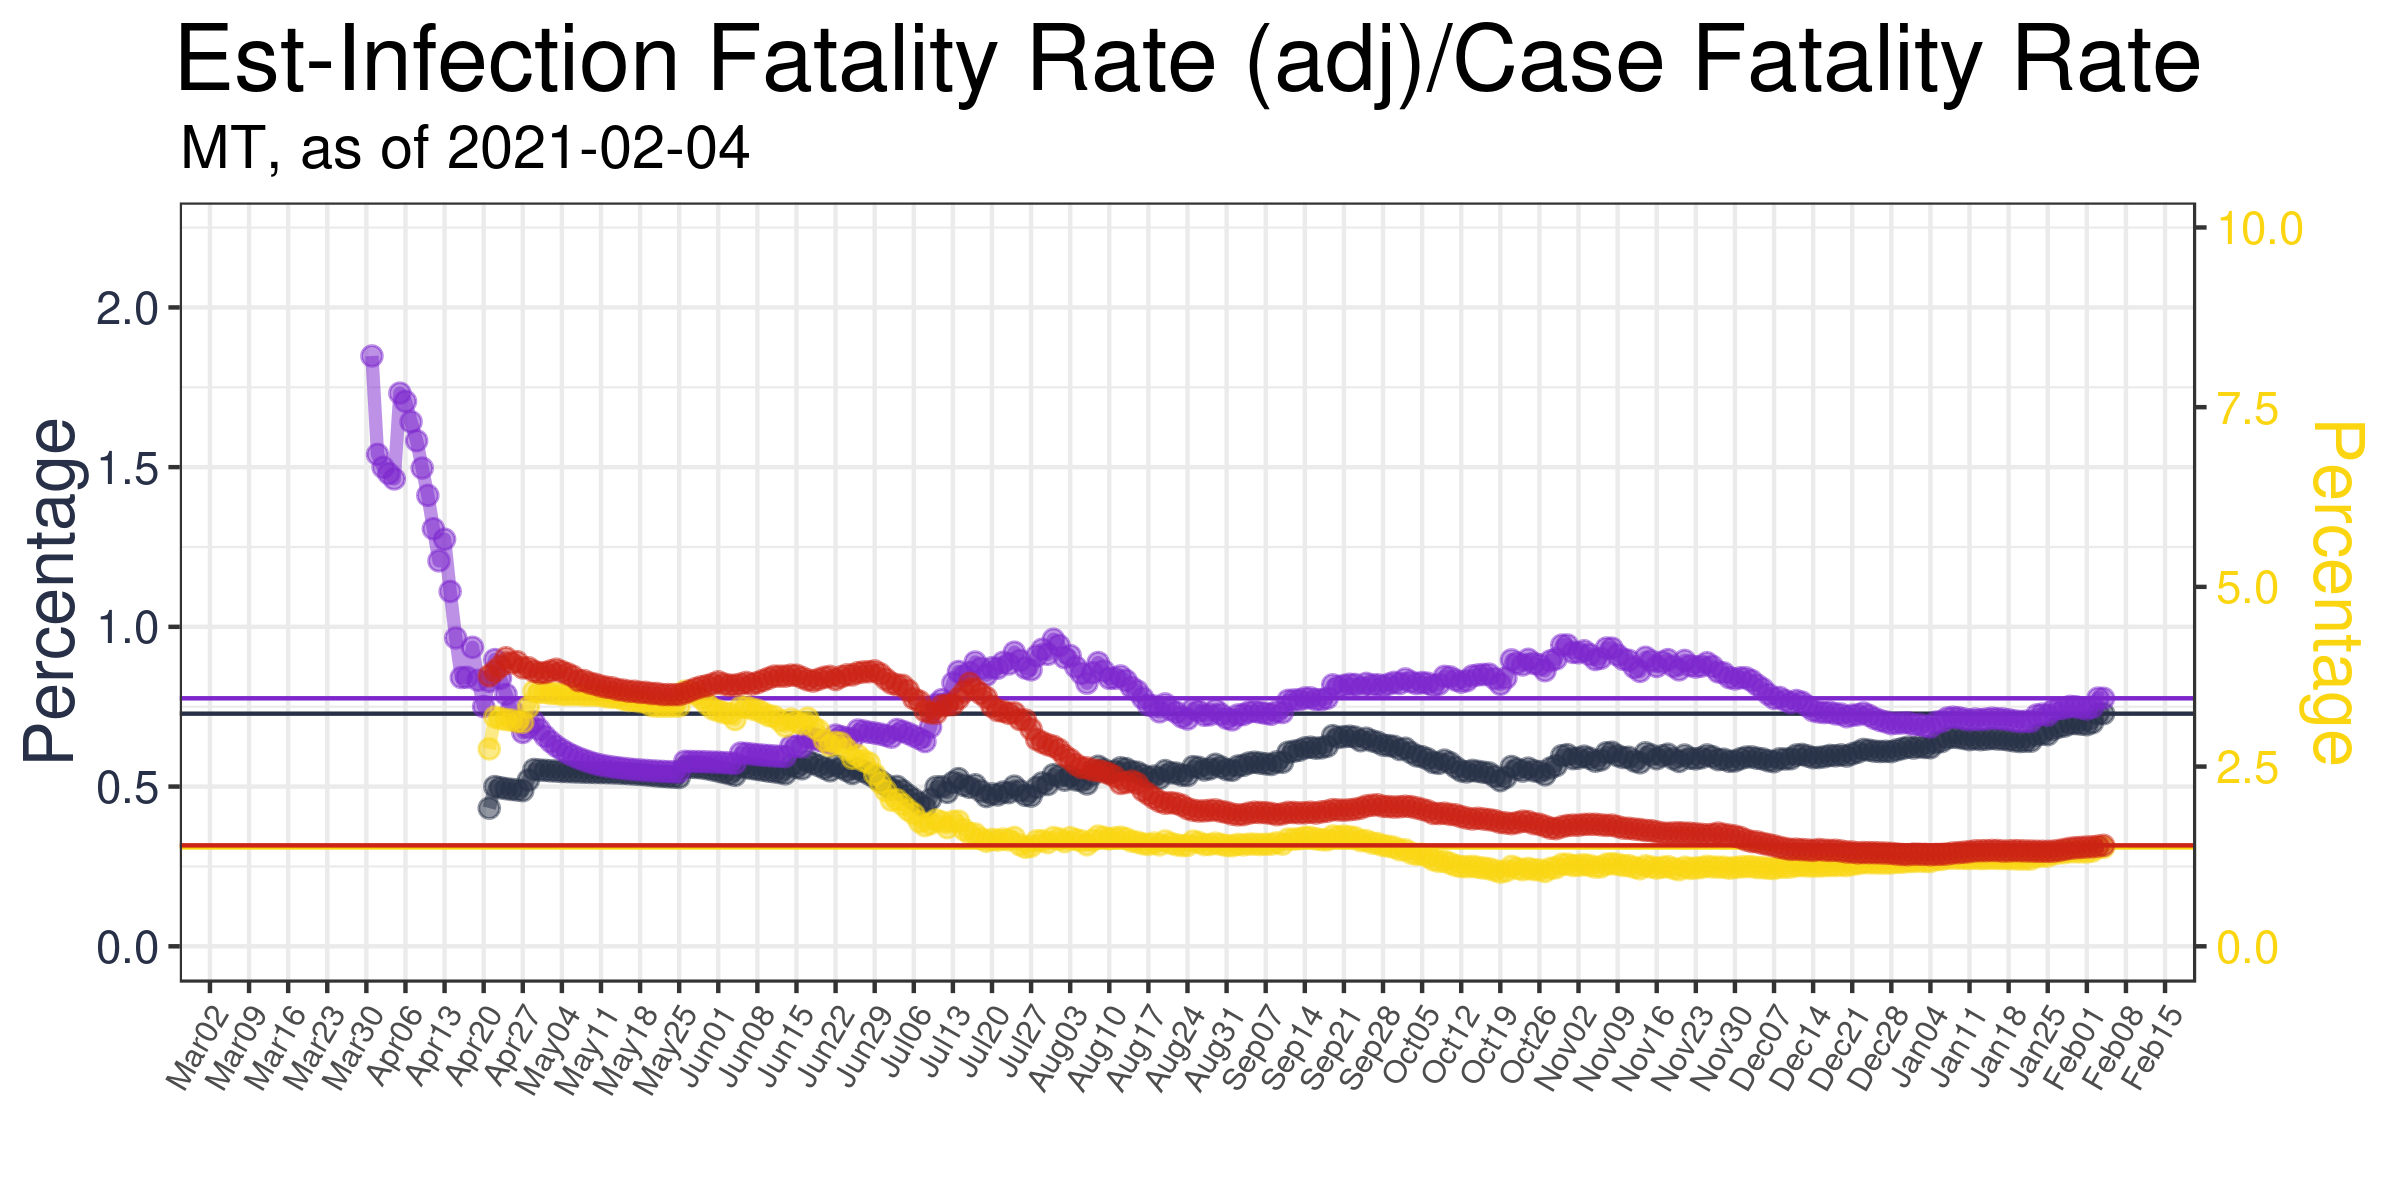 Est-Infection Fatality Rate (adj)/Case Fatality Rate
MT, as of 2021-02-04
Percentage
2.0
1.5
1.0
0.5
0.0
10.0
7.5
5.0
2.5
0.0
Percentage
Mar02
Mar09
Mar16
Mar23
Mar30
Apr06
Apr13
Apr20
Apr27
May04
May11
May18
May25
Jun01
Jun08
Jun15
Jun22
Jun29
Jul06
Jul13
Jul20
Jul27
Aug03
Aug10
Aug17
Aug24
Aug31
Sep07
Sep14
Sep21
Sep28
Oct05
Oct12
Oct19
Oct26
Nov02
Nov09
Nov16
Nov23
Nov30
Dec07
Dec14
Dec21
Dec28
Jan04
Jan11
Jan18
Jan25
Feb01
Feb08
Feb15